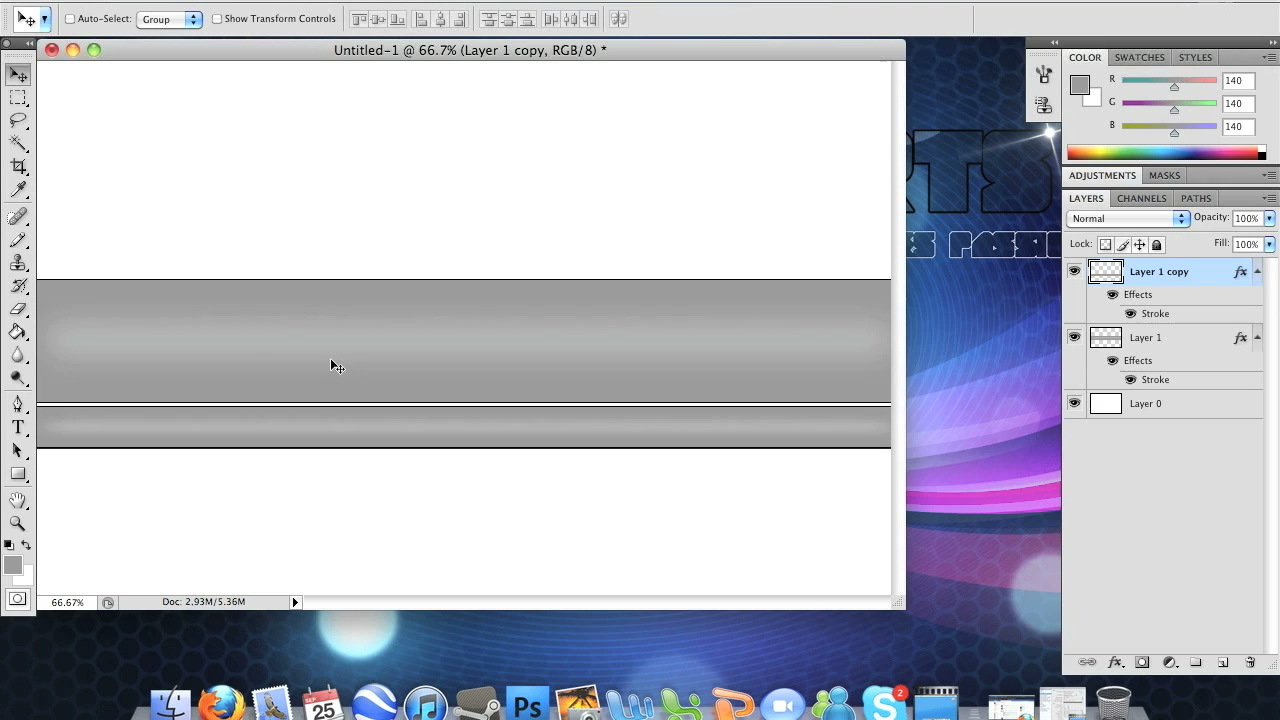 Auto-Select: Group Show Transform Controls
Untitled-1 @ 66.7% (Layer 1 copy, RGB/8) *
COLOR SWATCHES STYLES
R 140
G 140
B 140
ADJUSTMENTS MASKS
LAYERS CHANNELS PATHS
Normal Opacity: 100%
Lock: Fill: 100%
Layer 1 copy fx
Effects
Stroke
Layer 1 fx
Effects
Stroke
Layer 0
T
66.67% Doc: 2.93M/5.36M
fx
25
Ps
2